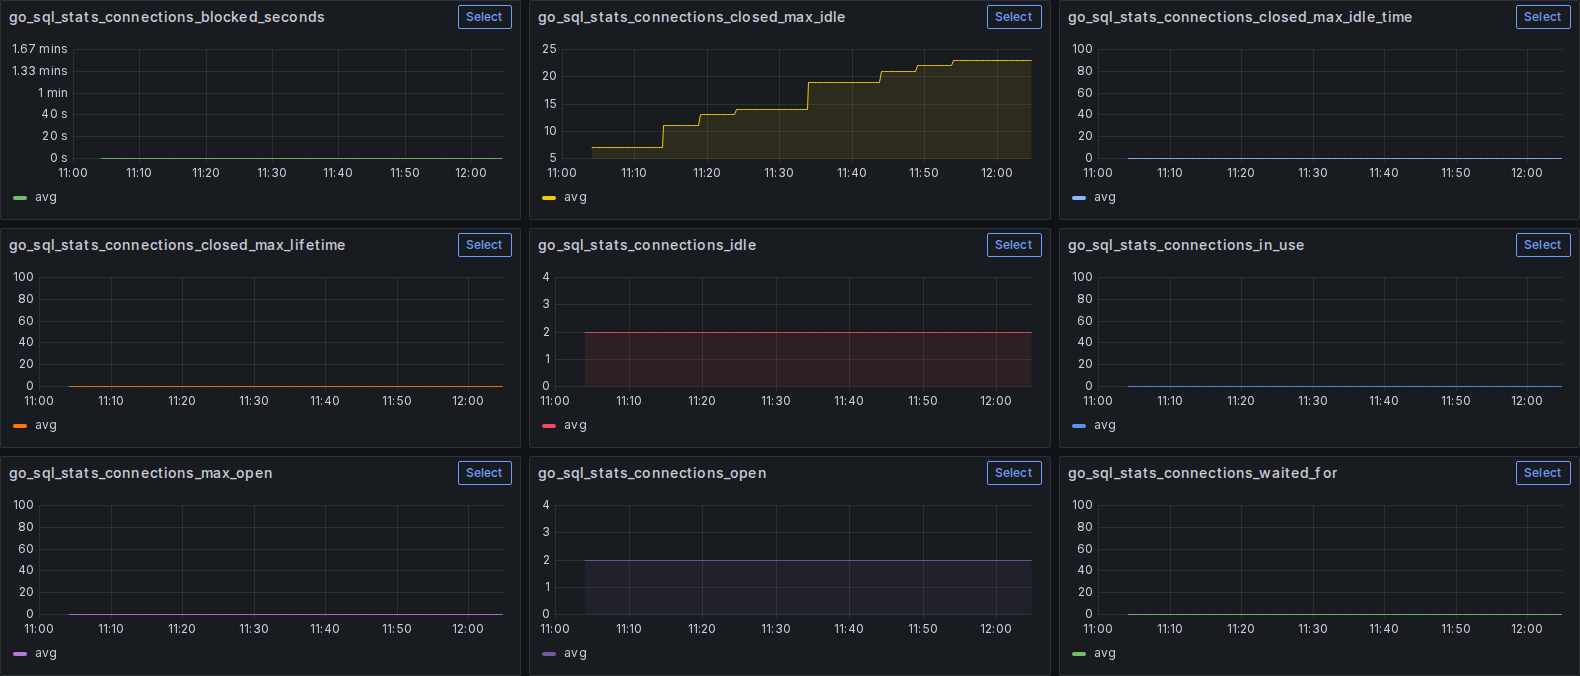 go_sql_stats_connections_blocked_seconds
Select
1.67 mins
1.33 mins
1 min
40 s
20 s
0 s
11:00 11:10 11:20 11:30 11:40 11:50 12:00
avg
go_sql_stats_connections_closed_max_idle
Select
25
20
15
10
5
11:00 11:10 11:20 11:30 11:40 11:50 12:00
avg
go_sql_stats_connections_closed_max_idle_time
Select
100
80
60
40
20
0
11:00 11:10 11:20 11:30 11:40 11:50 12:00
avg
go_sql_stats_connections_closed_max_lifetime
Select
100
80
60
40
20
0
11:00 11:10 11:20 11:30 11:40 11:50 12:00
avg
go_sql_stats_connections_idle
Select
4
3
2
1
0
11:00 11:10 11:20 11:30 11:40 11:50 12:00
avg
go_sql_stats_connections_in_use
Select
100
80
60
40
20
0
11:00 11:10 11:20 11:30 11:40 11:50 12:00
avg
go_sql_stats_connections_max_open
Select
100
80
60
40
20
0
11:00 11:10 11:20 11:30 11:40 11:50 12:00
avg
go_sql_stats_connections_open
Select
4
3
2
1
0
11:00 11:10 11:20 11:30 11:40 11:50 12:00
avg
go_sql_stats_connections_waited_for
Select
100
80
60
40
20
0
11:00 11:10 11:20 11:30 11:40 11:50 12:00
avg